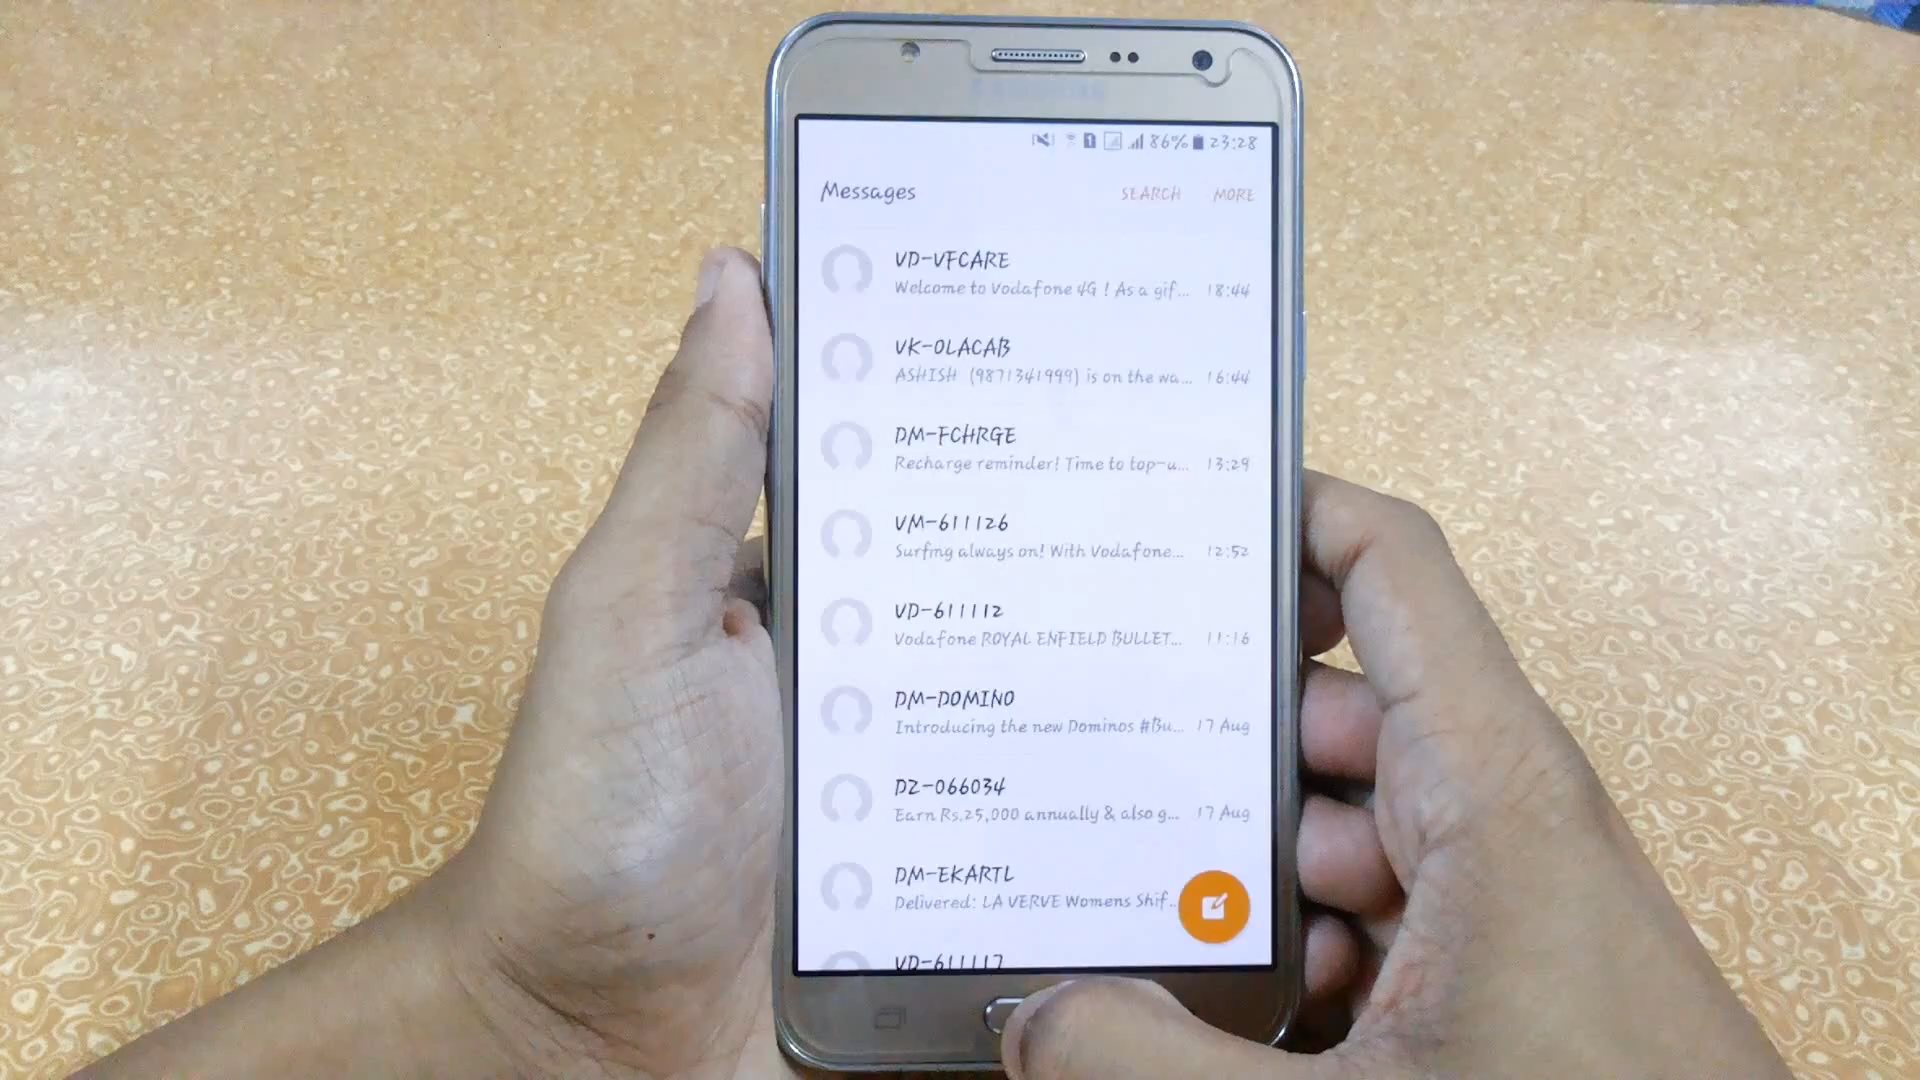 SAMSUNG
86% 23:28
Messages SEARCH MORE
VD-VFCARE
Welcome to Vodafone 4G ! As a gif... 18:44
VK-OLACAB
ASHISH (9871341999) is on the wa... 16:44
DM-FCHRGE
Recharge reminder! Time to top-u... 13:29
VM-611126
Surfing always on! With Vodafone... 12:52
VD-611112
Vodafone ROYAL ENFIELD BULLET... 11:16
DM-DOMINO
Introducing the new Dominos #Bu... 17 Aug
DZ-066034
Earn Rs.25,000 annually & also g... 17 Aug
DM-EKARTL
Delivered: LA VERVE Womens Shif...
VD-611117